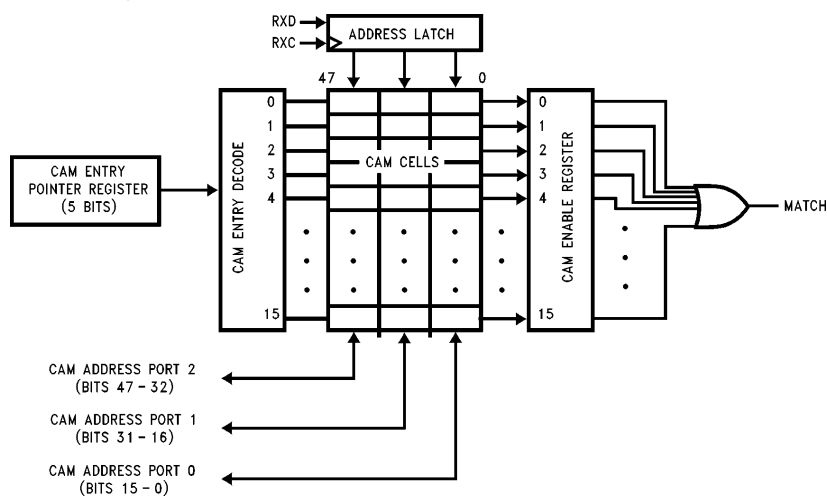 RXD
RXC
ADDRESS LATCH
47
0
CAM ENTRY
POINTER REGISTER
(5 BITS)
CAM ENTRY DECODE
0
1
2
3
4
15
CAM CELLS
CAM ENABLE REGISTER
0
1
2
3
4
15
MATCH
CAM ADDRESS PORT 2
(BITS 47 – 32)
CAM ADDRESS PORT 1
(BITS 31 – 16)
CAM ADDRESS PORT 0
(BITS 15 – 0)